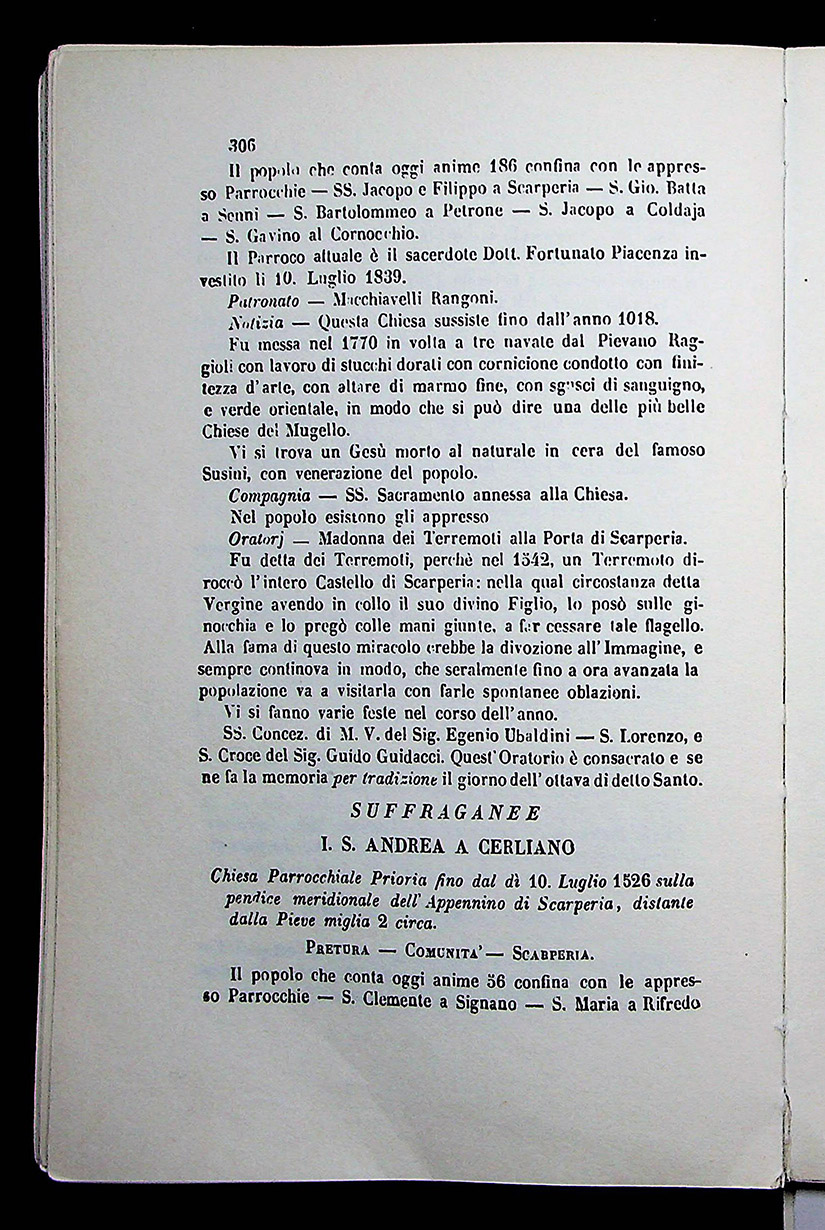 306
Il popolo che conta oggi anime 186 confina con le appres-
so Parrocchie — SS. Jacopo e Filippo a Scarperia — S. Gio. Batta
a Senni — S. Bartolommeo a Petrone — S. Jacopo a Coldaja
— S. Gavino al Cornocchio.
Il Parroco attuale è il sacerdote Dott. Fortunato Piacenza in-
vestito li 10. Luglio 1839.
Patronato — Macchiavelli Rangoni.
Notizia — Questa Chiesa sussiste fino dall'anno 1018.
Fu messa nel 1770 in volta a tre navate dal Pievano Rag-
gioli con lavoro di stucchi dorati con cornicione condotto con fini-
tezza d'arte, con altare di marmo fine, con sgusci di sanguigno,
e verde orientale, in modo che si può dire una delle più belle
Chiese del Mugello.
Vi si trova un Gesù morto al naturale in cera del famoso
Susini, con venerazione del popolo.
Compagnia — SS. Sacramento annessa alla Chiesa.
Nel popolo esistono gli appresso
Oratorj — Madonna dei Terremoti alla Porta di Scarperia.
Fu detta dei Terremoti, perchè nel 1542, un Terremoto di-
roccò l'intero Castello di Scarperia: nella qual circostanza detta
Vergine avendo in collo il suo divino Figlio, lo posò sulle gi-
nocchia e lo pregò colle mani giunte, a far cessare tale flagello.
Alla fama di questo miracolo crebbe la divozione all'Immagine, e
sempre continova in modo, che seralmente fino a ora avanzata la
popolazione va a visitarla con farle spontanee oblazioni.
Vi si fanno varie feste nel corso dell'anno.
SS. Concez. di M. V. del Sig. Egenio Ubaldini — S. Lorenzo, e
S. Croce del Sig. Guido Guidacci. Quest'Oratorio è consacrato e se
ne fa la memoria per tradizione il giorno dell'ottava di detto Santo.
SUFFRAGANEE
I. S. ANDREA A CERLIANO
Chiesa Parrocchiale Prioria fino dal dì 10. Luglio 1526 sulla
pendice meridionale dell'Appennino di Scarperia, distante
dalla Pieve miglia 2 circa.
PRETURA — COMUNITA' — SCARPERIA.
Il popolo che conta oggi anime 56 confina con le appres-
so Parrocchie — S. Clemente a Signano — S. Maria a Rifredo